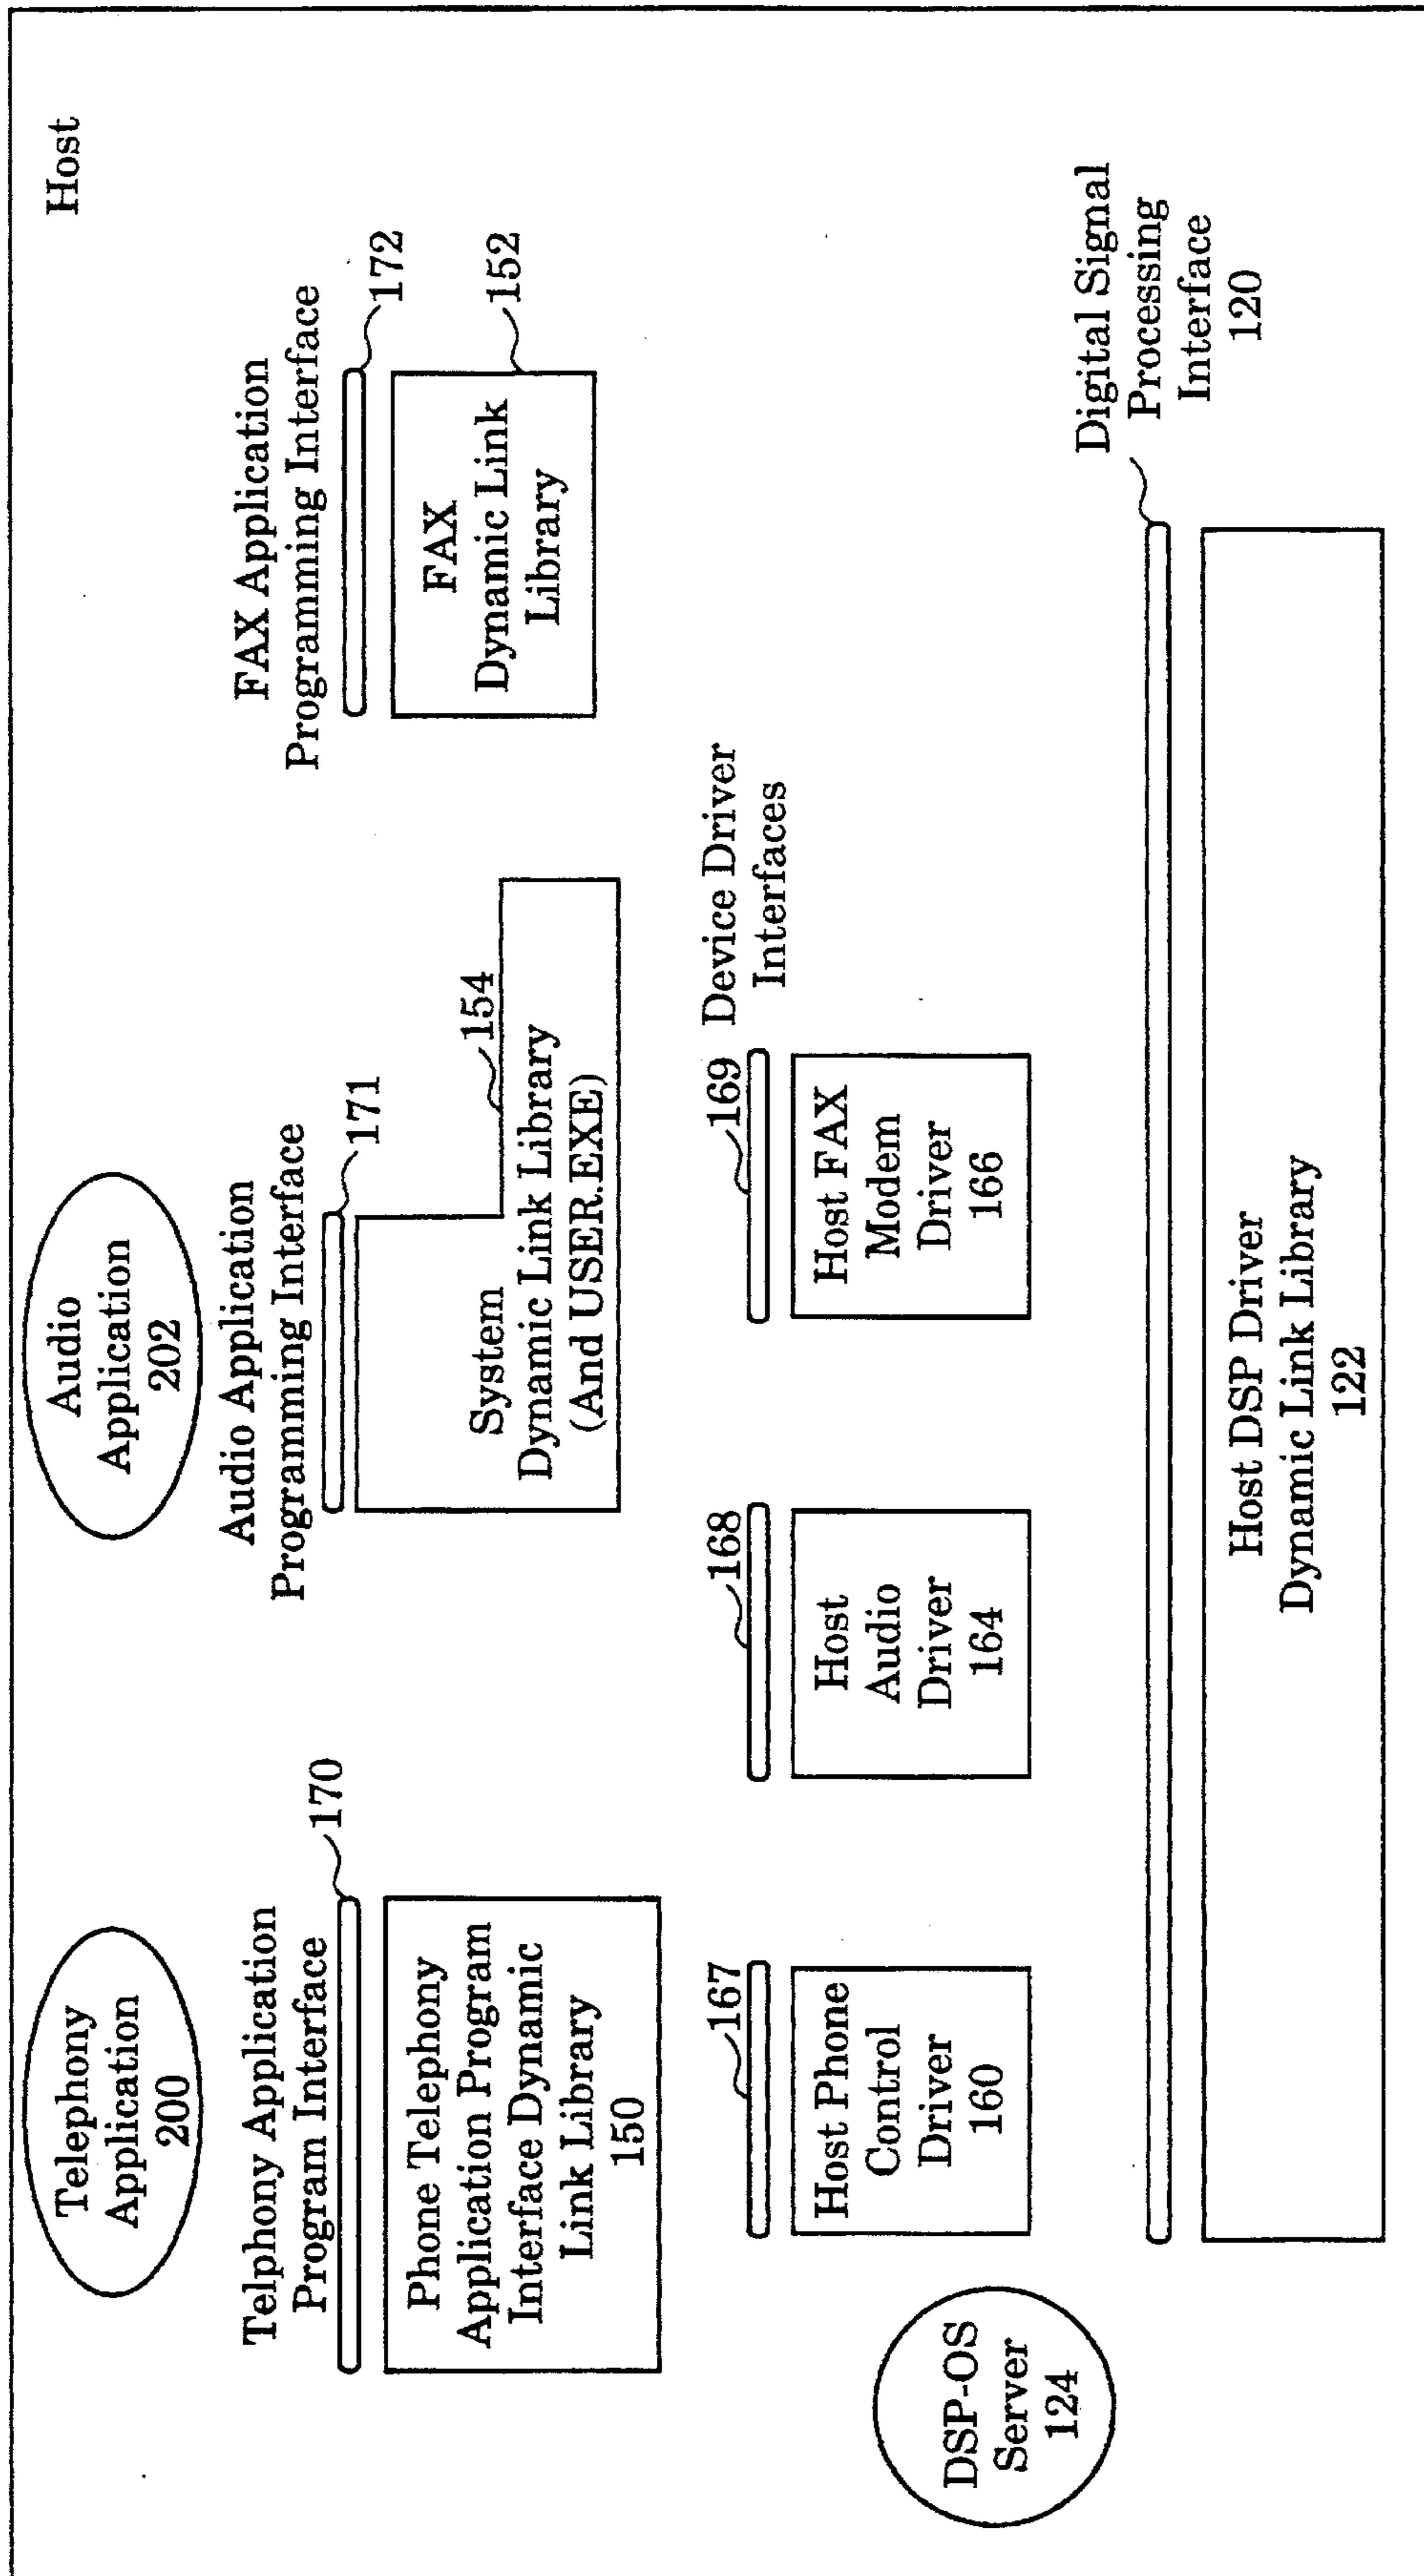 Host
Telephony
Application
200
Audio
Application
202
Telphony Application
Program Interface
170
Audio Application
Programming Interface
171
FAX Application
Programming Interface
172
Phone Telephony
Application Program
Interface Dynamic
Link Library
150
System
Dynamic Link Library
(And USER.EXE)
154
FAX
Dynamic Link
Library
152
167
168
169
Device Driver
Interfaces
Host Phone
Control
Driver
160
Host
Audio
Driver
164
Host FAX
Modem
Driver
166
DSP-OS
Server
124
Digital Signal
Processing
Interface
120
Host DSP Driver
Dynamic Link Library
122